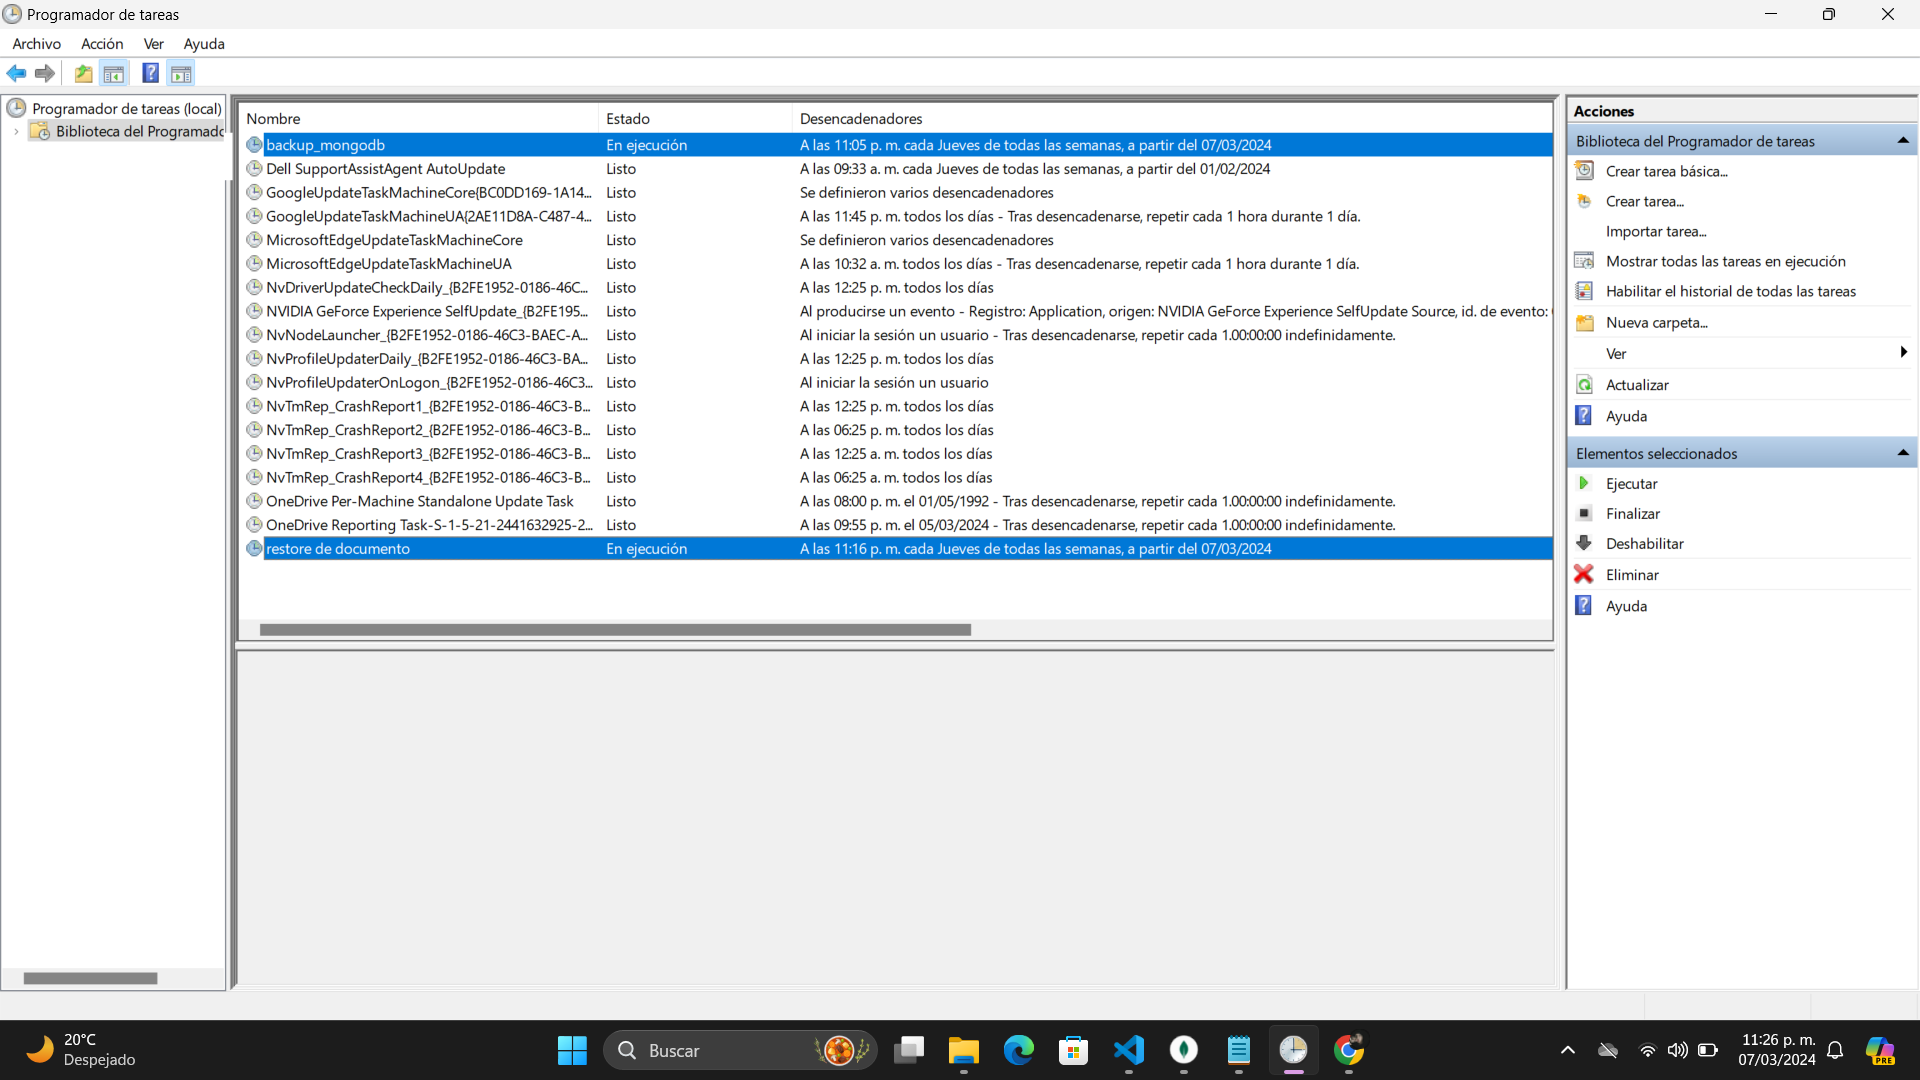 Programador de tareas
Archivo Acción Ver Ayuda
Programador de tareas (local)
Biblioteca del Programado
Nombre Estado Desencadenadores
backup_mongodb En ejecución A las 11:05 p. m. cada Jueves de todas las semanas, a partir del 07/03/2024
Dell SupportAssistAgent AutoUpdate Listo A las 09:33 a. m. cada Jueves de todas las semanas, a partir del 01/02/2024
GoogleUpdateTaskMachineCore{BC0DD169-1A14... Listo Se definieron varios desencadenadores
GoogleUpdateTaskMachineUA{2AE11D8A-C487-4... Listo A las 11:45 p. m. todos los días - Tras desencadenarse, repetir cada 1 hora durante 1 día.
MicrosoftEdgeUpdateTaskMachineCore Listo Se definieron varios desencadenadores
MicrosoftEdgeUpdateTaskMachineUA Listo A las 10:32 a. m. todos los días - Tras desencadenarse, repetir cada 1 hora durante 1 día.
NvDriverUpdateCheckDaily_{B2FE1952-0186-46C... Listo A las 12:25 p. m. todos los días
NVIDIA GeForce Experience SelfUpdate_{B2FE195... Listo Al producirse un evento - Registro: Application, origen: NVIDIA GeForce Experience SelfUpdate Source, id. de evento:
NvNodeLauncher_{B2FE1952-0186-46C3-BAEC-A... Listo Al iniciar la sesión un usuario - Tras desencadenarse, repetir cada 1.00:00:00 indefinidamente.
NvProfileUpdaterDaily_{B2FE1952-0186-46C3-BA... Listo A las 12:25 p. m. todos los días
NvProfileUpdaterOnLogon_{B2FE1952-0186-46C3... Listo Al iniciar la sesión un usuario
NvTmRep_CrashReport1_{B2FE1952-0186-46C3-B... Listo A las 12:25 p. m. todos los días
NvTmRep_CrashReport2_{B2FE1952-0186-46C3-B... Listo A las 06:25 p. m. todos los días
NvTmRep_CrashReport3_{B2FE1952-0186-46C3-B... Listo A las 12:25 a. m. todos los días
NvTmRep_CrashReport4_{B2FE1952-0186-46C3-B... Listo A las 06:25 a. m. todos los días
OneDrive Per-Machine Standalone Update Task Listo A las 08:00 p. m. el 01/05/1992 - Tras desencadenarse, repetir cada 1.00:00:00 indefinidamente.
OneDrive Reporting Task-S-1-5-21-2441632925-2... Listo A las 09:55 p. m. el 05/03/2024 - Tras desencadenarse, repetir cada 1.00:00:00 indefinidamente.
restore de documento En ejecución A las 11:16 p. m. cada Jueves de todas las semanas, a partir del 07/03/2024
Acciones
Biblioteca del Programador de tareas
Crear tarea básica...
Crear tarea...
Importar tarea...
Mostrar todas las tareas en ejecución
Habilitar el historial de todas las tareas
Nueva carpeta...
Ver
Actualizar
Ayuda
Elementos seleccionados
Ejecutar
Finalizar
Deshabilitar
Eliminar
Ayuda
20°C
Despejado
Buscar
11:26 p. m.
07/03/2024
PRE